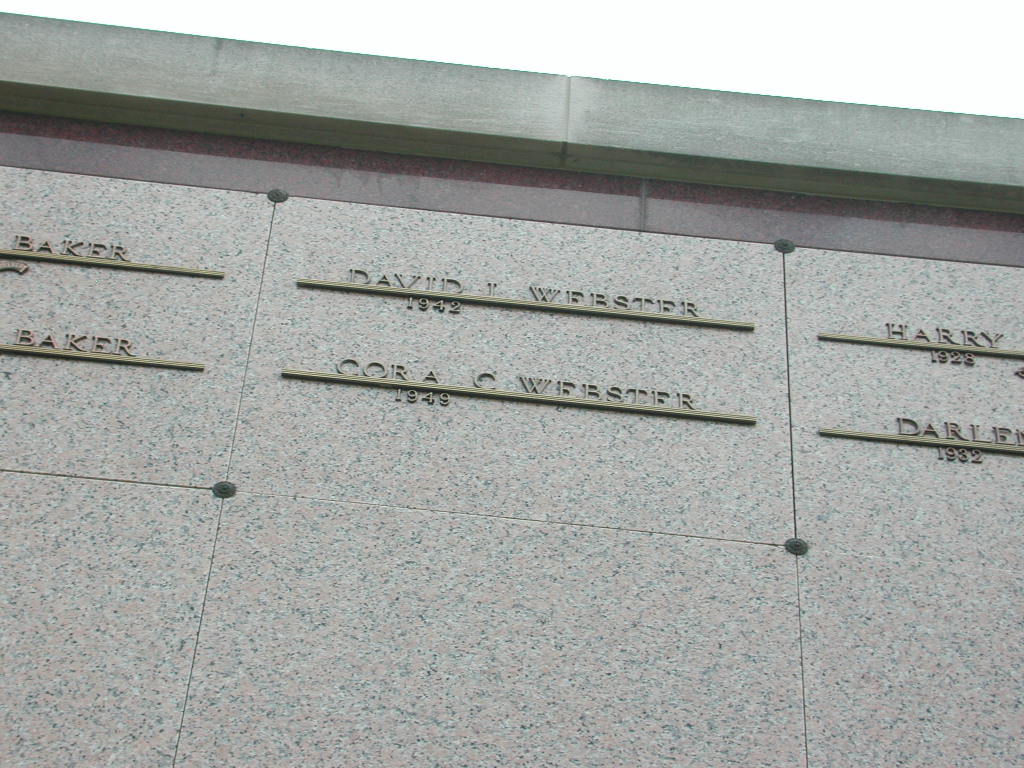 BAKER
BAKER
DAVID L WEBSTER
1942
CORA C WEBSTER
1949
HARRY
1928
1932